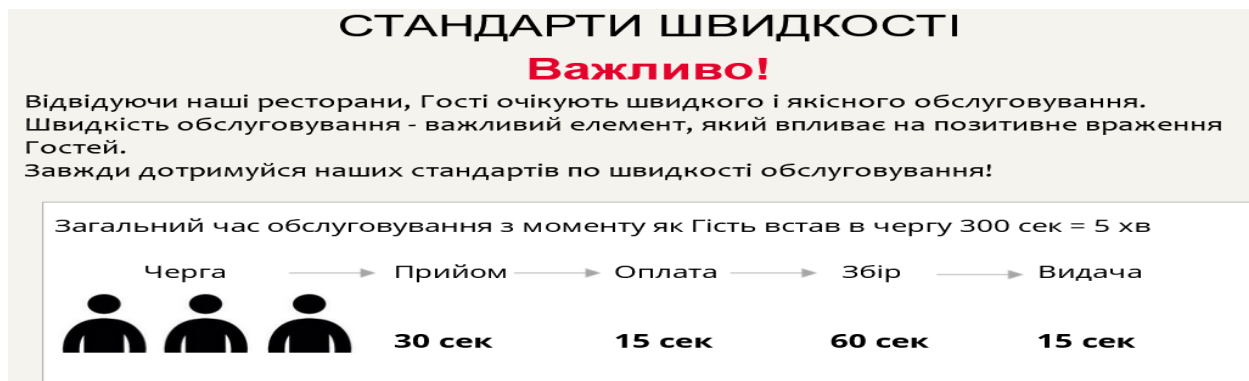 СТАНДАРТИ ШВИДКОСТІ
Важливо!
Відвідуючи наші ресторани, Гості очікують швидкого і якісного обслуговування.
Швидкість обслуговування - важливий елемент, який впливає на позитивне враження
Гостей.
Завжди дотримуйся наших стандартів по швидкості обслуговування!
Загальний час обслуговування з моменту як Гість встав в чергу 300 сек = 5 хв
Черга Прийом Оплата Збір Видача
30 сек 15 сек 60 сек 15 сек